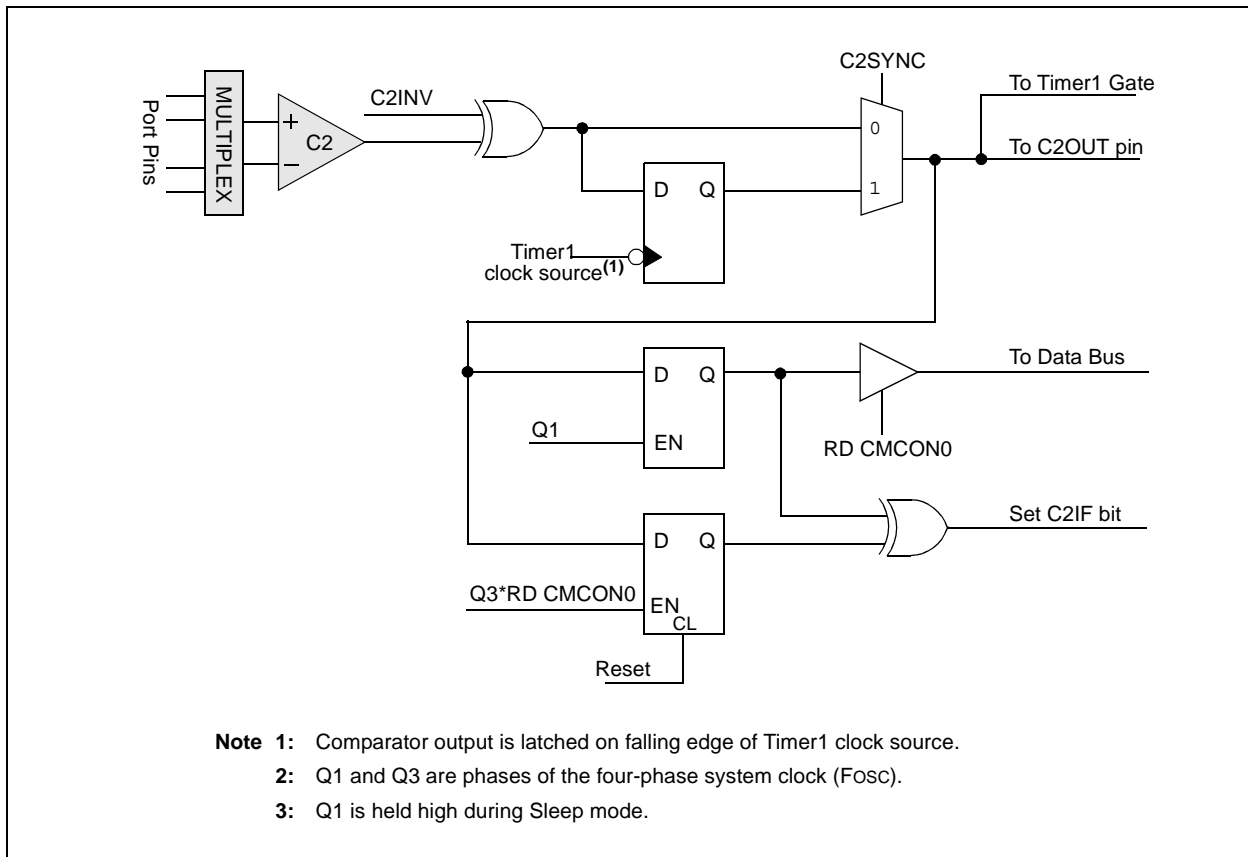 C2SYNC
Port Pins
MULTIPLEX
+
−
C2
C2INV
0
1
To Timer1 Gate
To C2OUT pin
D Q
Timer1
clock source(1)
D Q
EN
Q1
To Data Bus
RD CMCON0
D Q
EN
CL
Q3*RD CMCON0
Set C2IF bit
Reset
Note 1: Comparator output is latched on falling edge of Timer1 clock source.
2: Q1 and Q3 are phases of the four-phase system clock (FOSC).
3: Q1 is held high during Sleep mode.